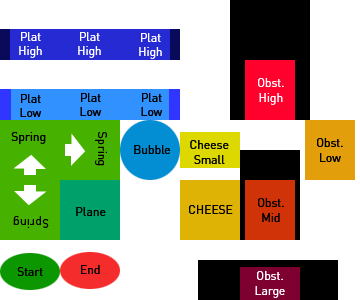 Plat Plat Plat
High High High
Obst.
High
Plat Plat Plat
Low Low Low
Spring
Spring
Bubble
Cheese
Small
Obst.
Low
Spring
Plane
CHEESE
Obst.
Mid
Start
End
Obst.
Large